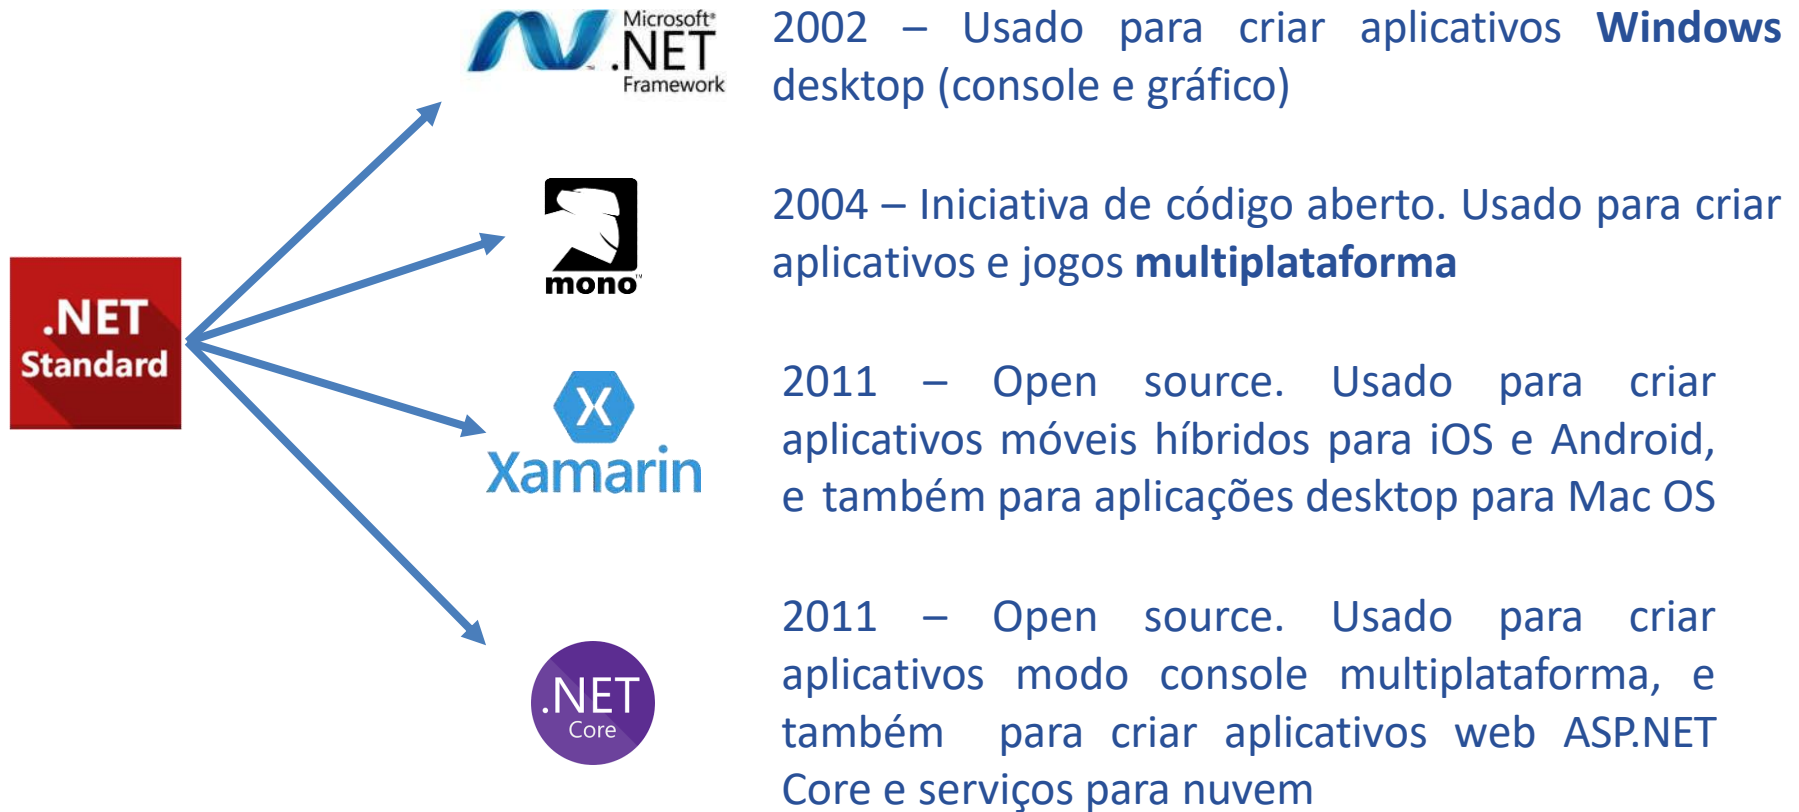 Microsoft®
.NET
Framework
2002 – Usado para criar aplicativos Windows
desktop (console e gráfico)
mono™
2004 – Iniciativa de código aberto. Usado para criar
aplicativos e jogos multiplataforma
.NET
Standard
X
Xamarin
2011 – Open source. Usado para criar
aplicativos móveis híbridos para iOS e Android,
e também para aplicações desktop para Mac OS
.NET
Core
2011 – Open source. Usado para criar
aplicativos modo console multiplataforma, e
também para criar aplicativos web ASP.NET
Core e serviços para nuvem